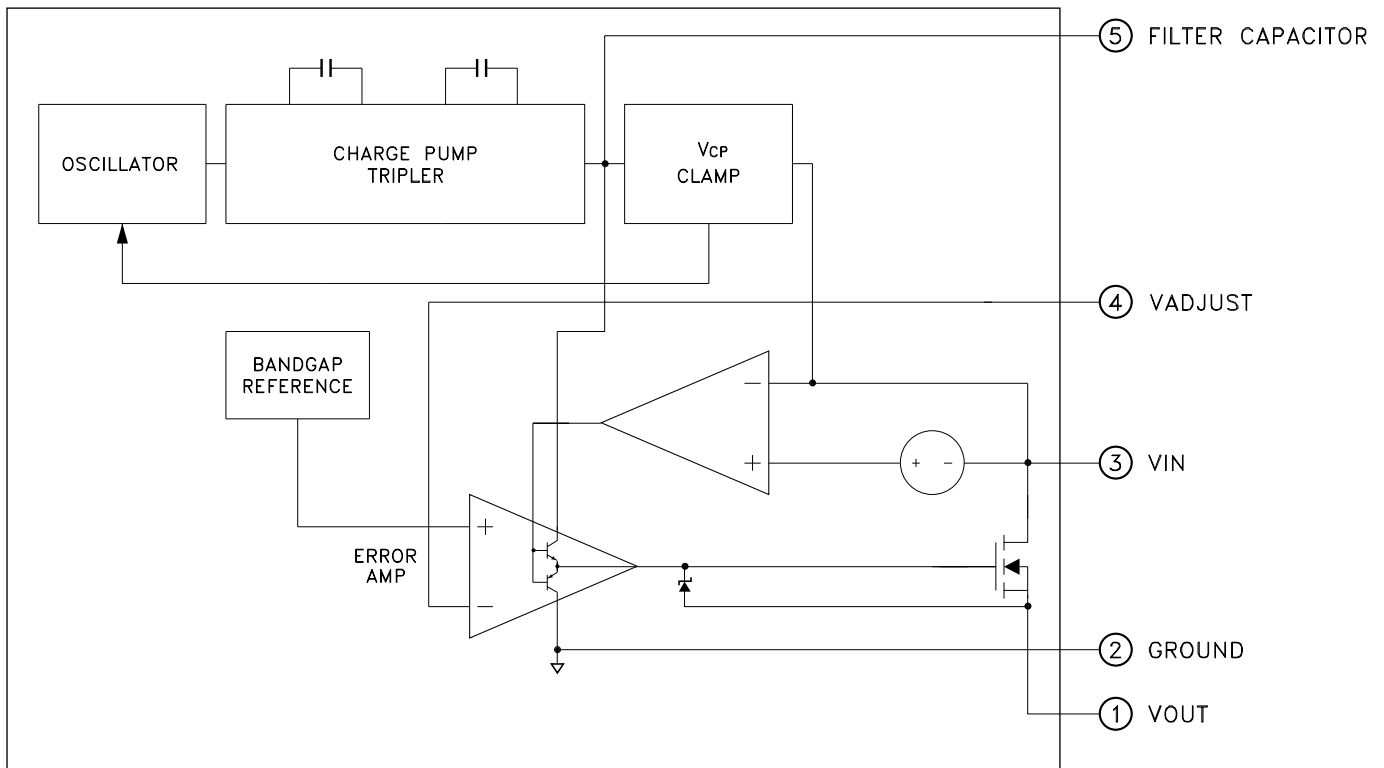 5 FILTER CAPACITOR
OSCILLATOR
CHARGE PUMP
TRIPLER
VCP
CLAMP
4 VADJUST
BANDGAP
REFERENCE
−
+
+ −
3 VIN
+
ERROR
AMP
−
2 GROUND
1 VOUT